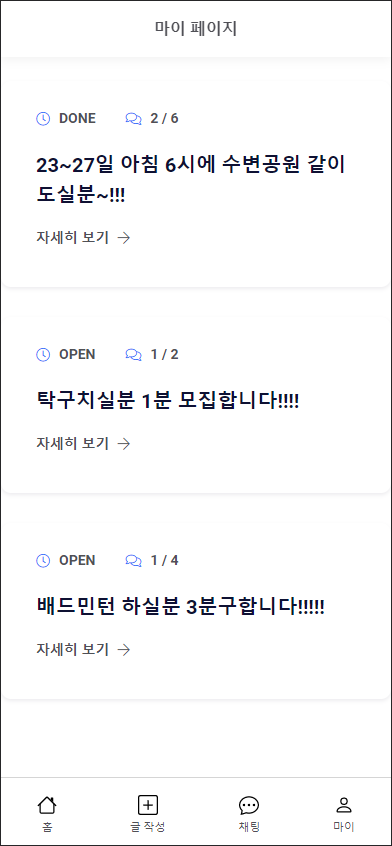 마이 페이지
DONE 2 / 6
23~27일 아침 6시에 수변공원 같이
도실분~!!!
자세히 보기
OPEN 1 / 2
탁구치실분 1분 모집합니다!!!!
자세히 보기
OPEN 1 / 4
배드민턴 하실분 3분구합니다!!!!!
자세히 보기
홈 글 작성 채팅 마이